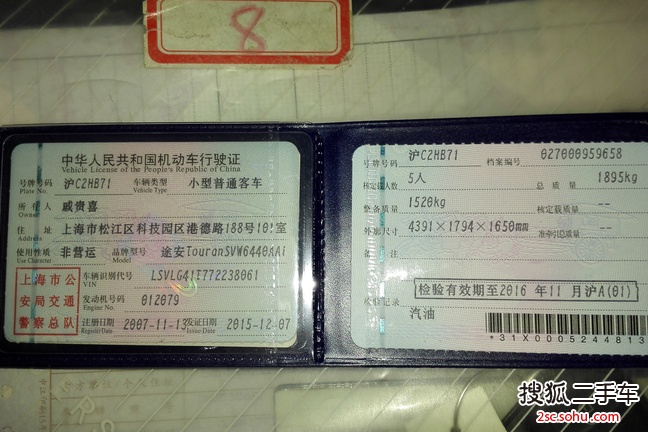 8
中华人民共和国机动车行驶证
Vehicle License of the People's Republic of China
号牌号码 沪C2HB71 车辆类型 小型普通客车
Plate No. Vehicle Type
所有人 戚贵喜
Owner
住址 上海市松江区科技园区港德路188号101室
Address
使用性质 非营运 品牌型号 途安TouranSVW6440KAi
Use Character Model
上海市公安局交通警察总队
车辆识别代号 LSVLG41T772238061
VIN
发动机号码 012079
Engine No.
注册日期 2007-11-13 发证日期 2015-12-07
Register Date Issue Date
号牌号码 沪C2HB71 档案编号 027000959658
核定载人数 5人 总质量 1895kg
整备质量 1520kg 核定载质量 --
外廓尺寸 4391×1794×1650mm 准牵引总质量 --
备注
检验有效期至2016年11月沪A(01)
检验记录
汽油
*31X0005244813
搜狐二手车
2sc.sohu.com